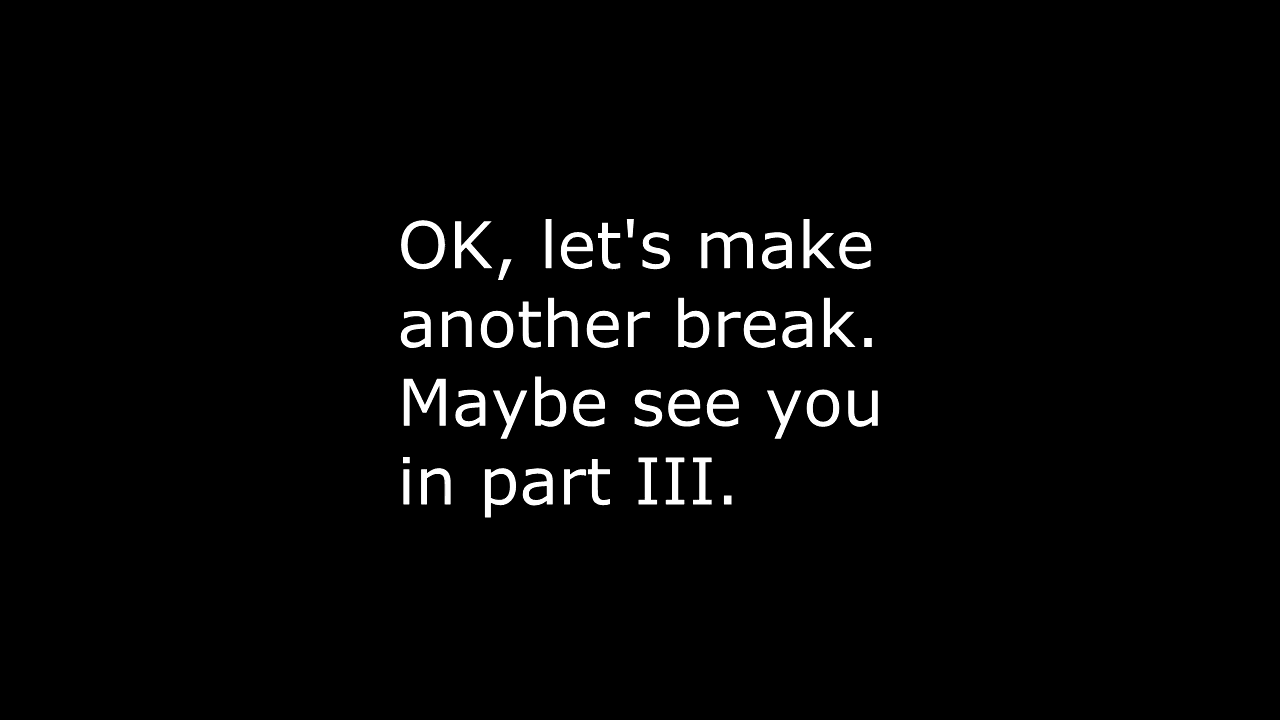 OK, let's make
another break.
Maybe see you
in part III.